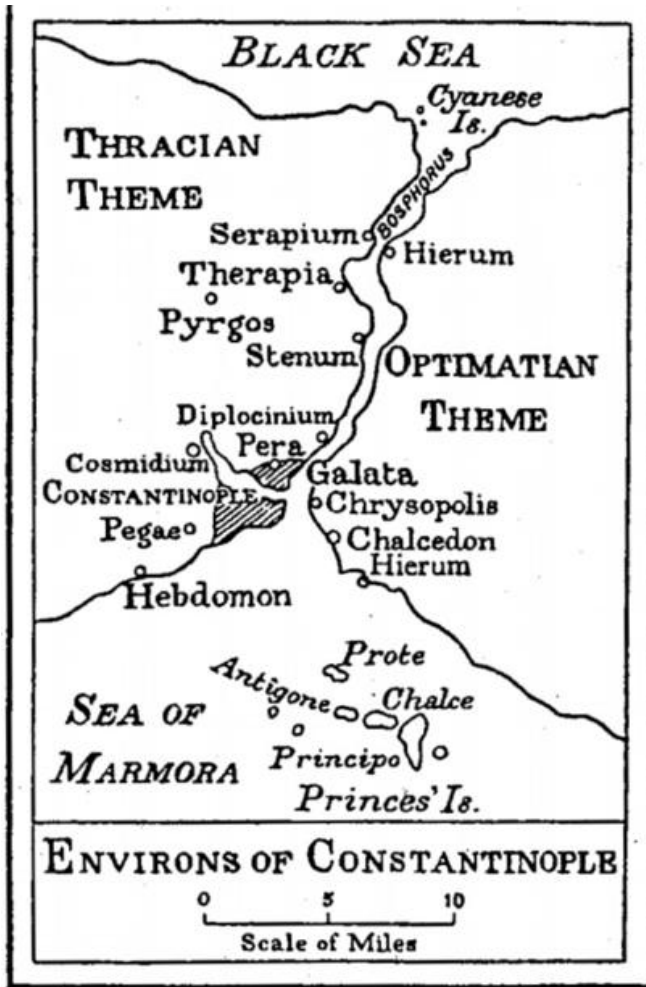 BLACK SEA
Cyanese
Is.
THRACIAN
THEME
BOSPHORUS
Serapium
Hierum
Therapia
Pyrgos
Stenum
OPTIMATIAN
THEME
Diplocinium
Pera
Cosmidium
Galata
CONSTANTINOPLE
Chrysopolis
Pegae
Chalcedon
Hierum
Hebdomon
Prote
Antigone
Chalce
SEA OF
MARMORA
Principo
Princes' Is.
ENVIRONS OF CONSTANTINOPLE
0 5 10
Scale of Miles